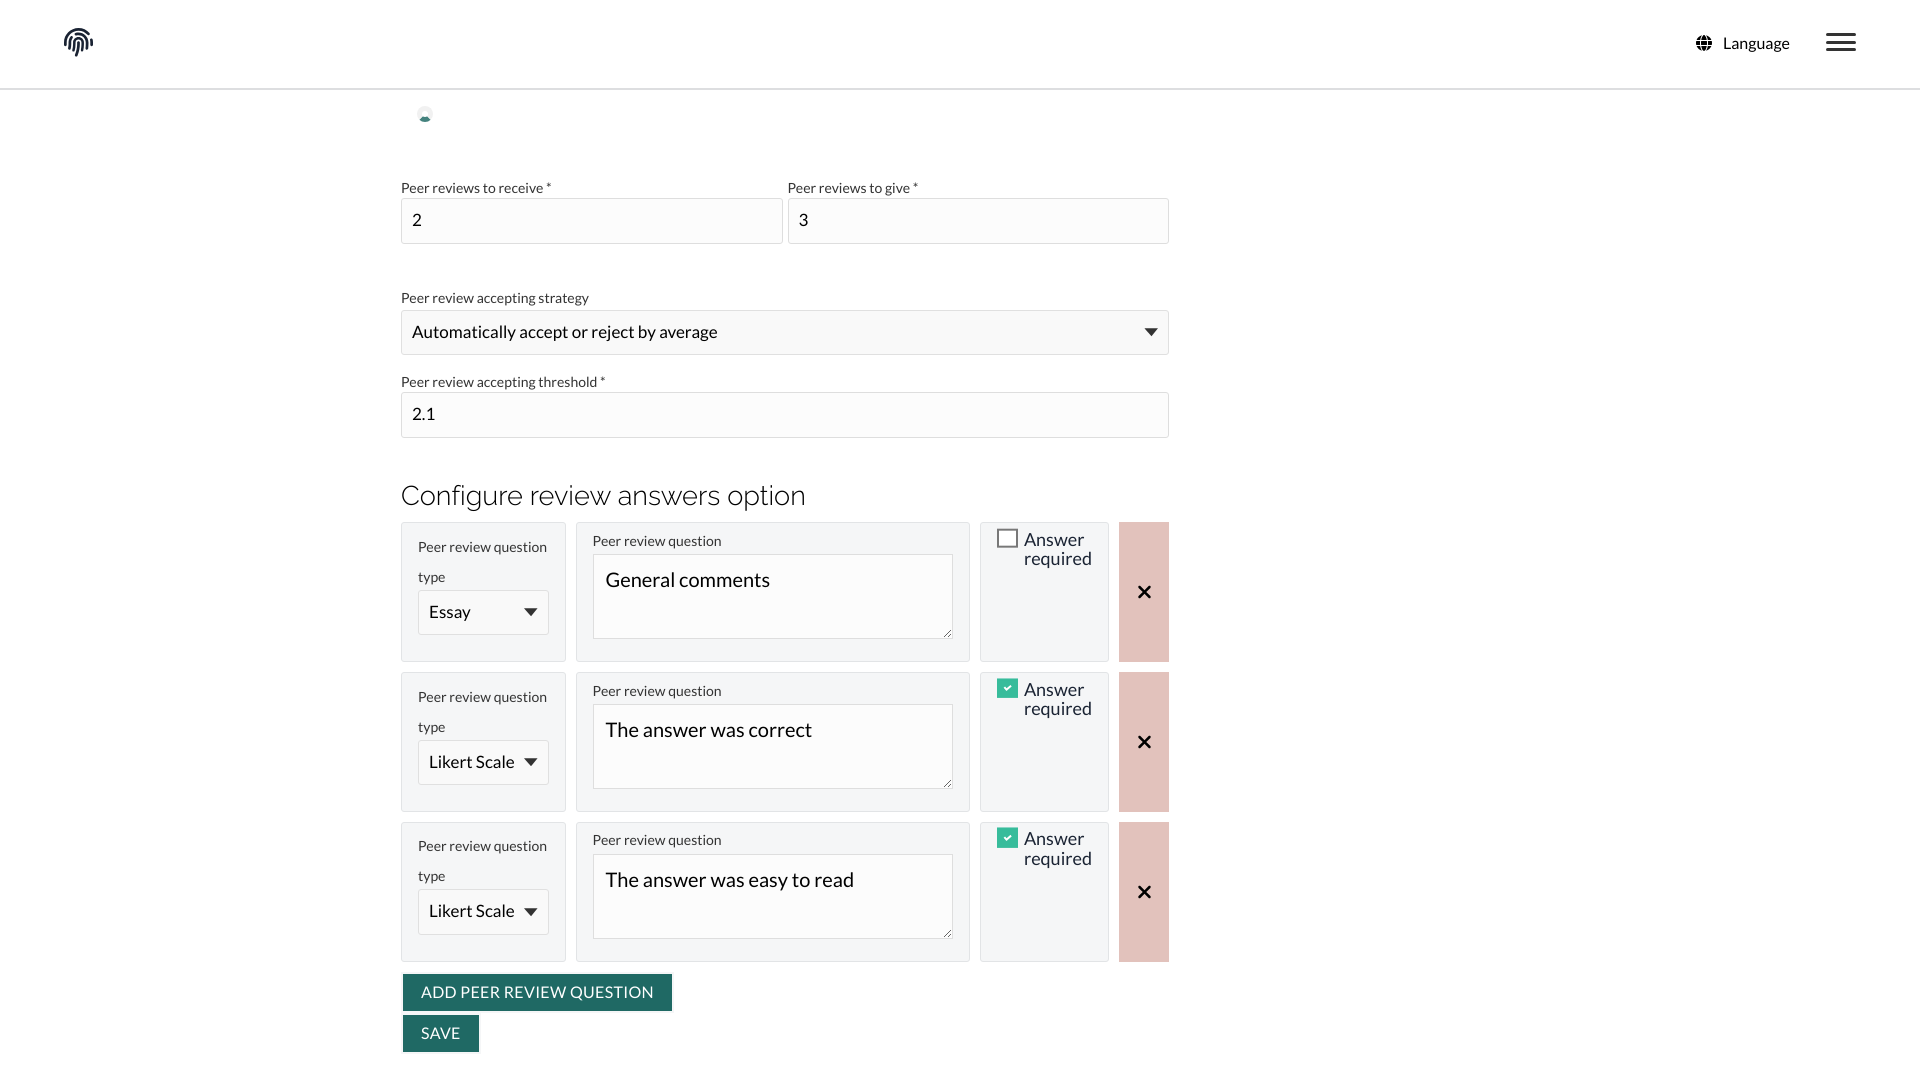 Language
Peer reviews to receive *
Peer reviews to give *
2
3
Peer review accepting strategy
Automatically accept or reject by average
Peer review accepting threshold *
2.1
Configure review answers option
Peer review question
type
Essay
Peer review question
General comments
Answer
required
Peer review question
type
Likert Scale
Peer review question
The answer was correct
Answer
required
Peer review question
type
Likert Scale
Peer review question
The answer was easy to read
Answer
required
ADD PEER REVIEW QUESTION
SAVE